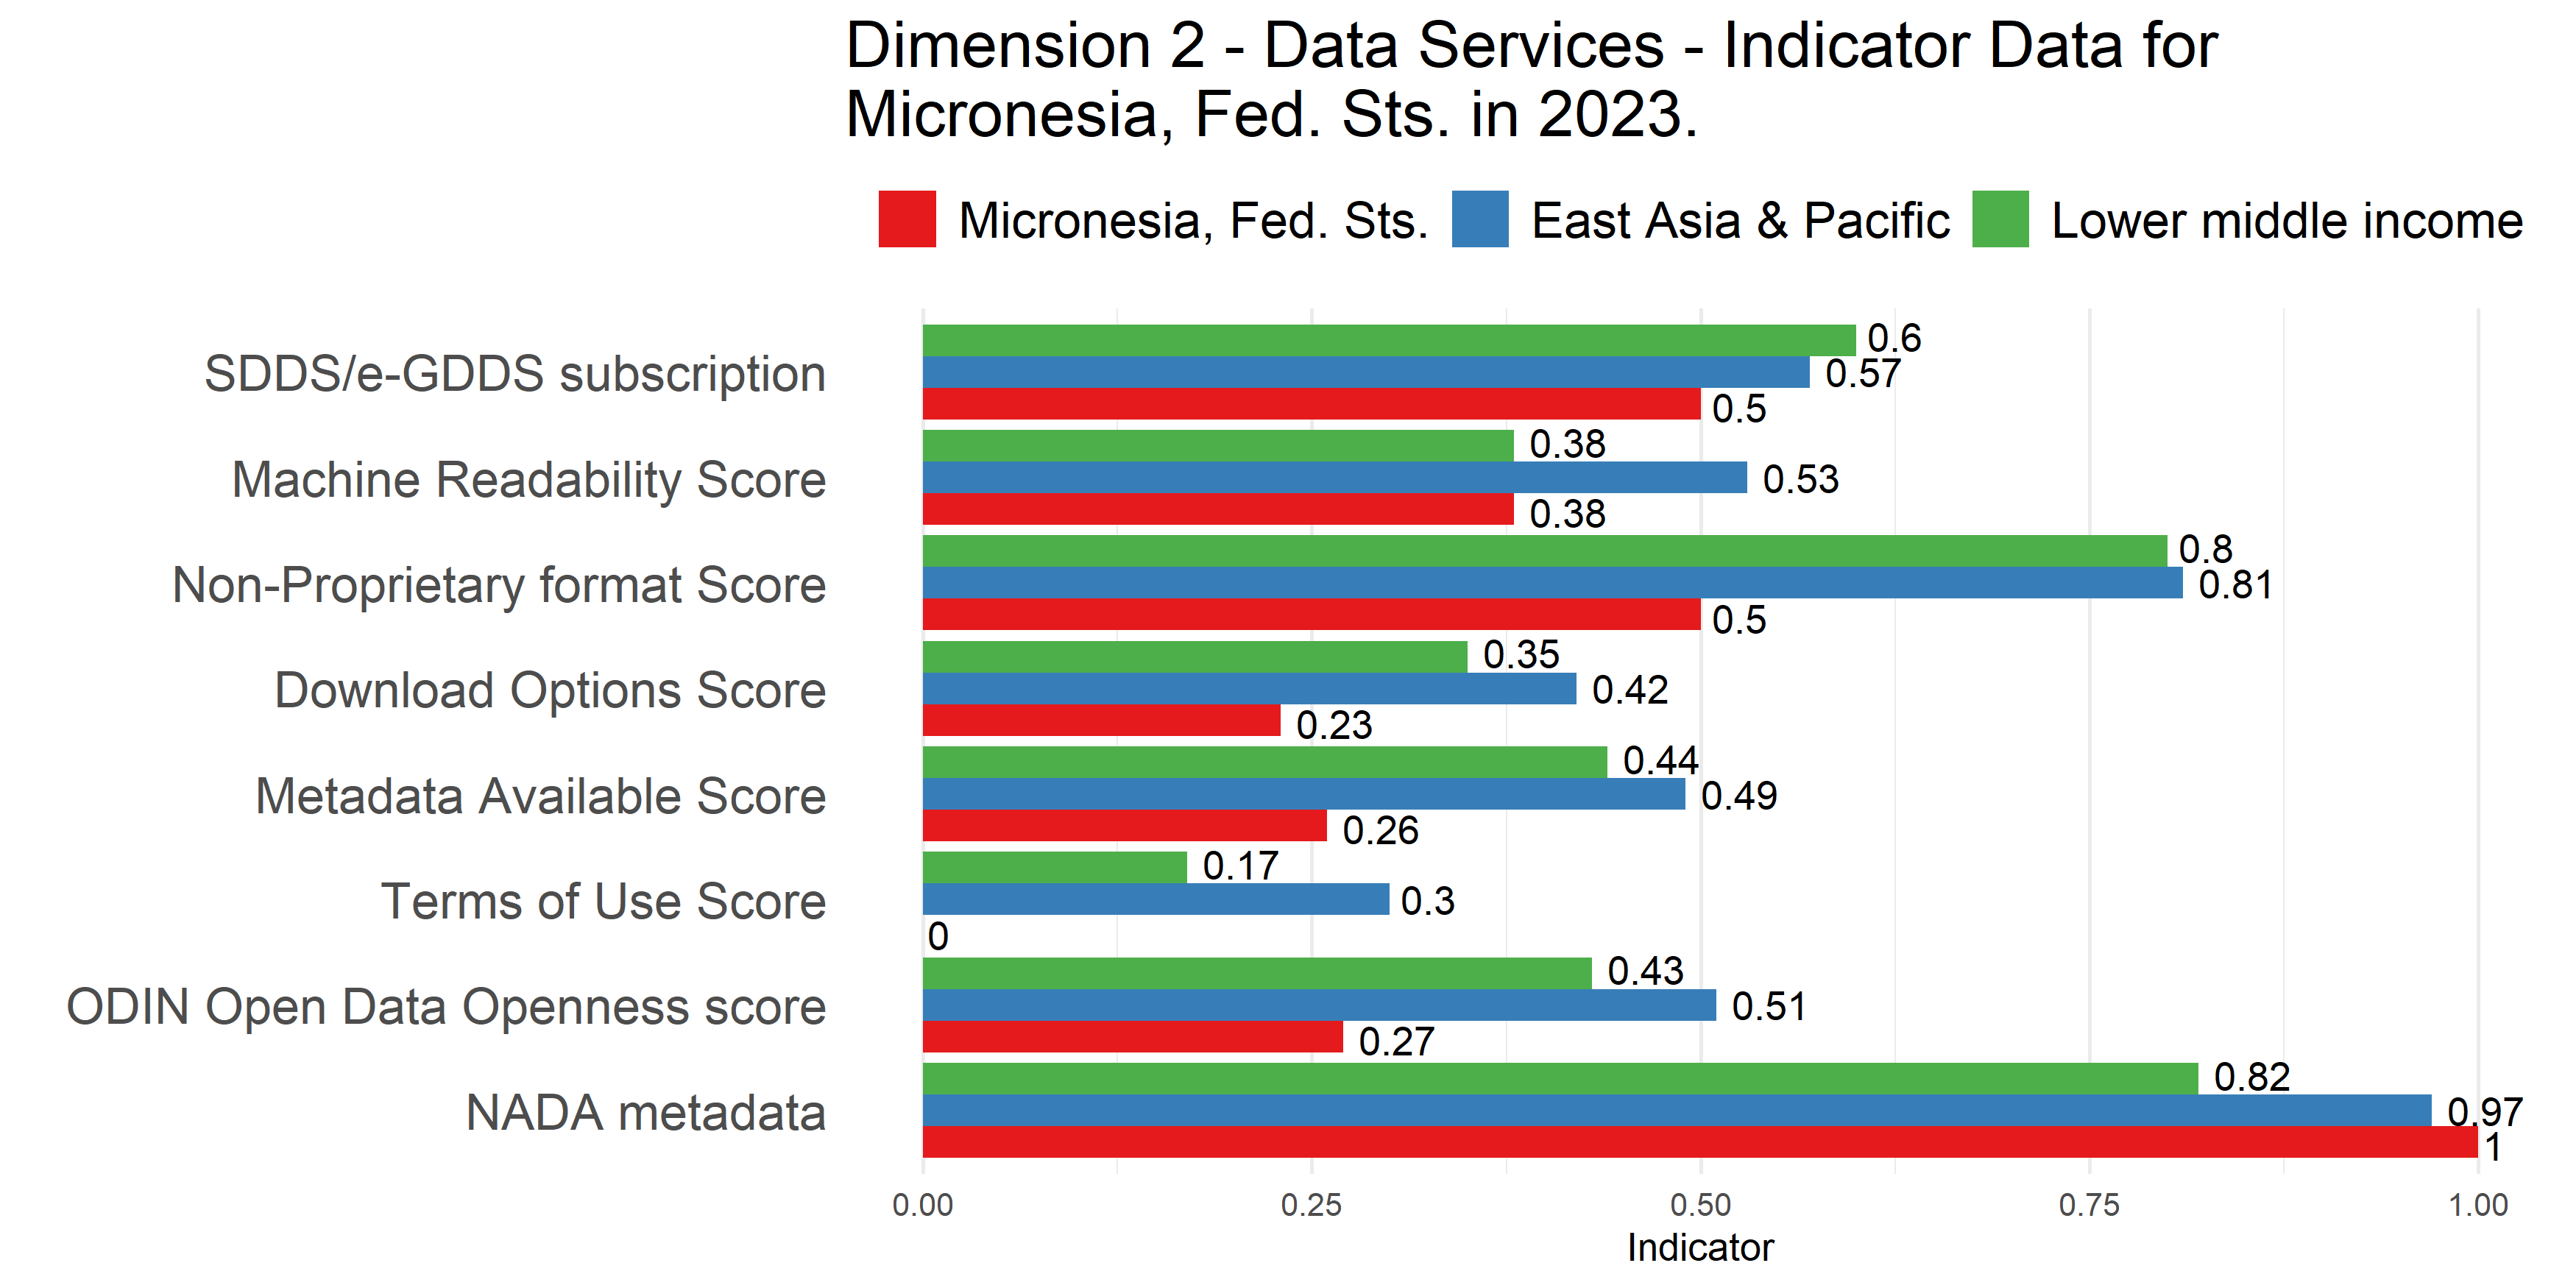 Dimension 2 - Data Services - Indicator Data for
Micronesia, Fed. Sts. in 2023.
Micronesia, Fed. Sts. East Asia & Pacific Lower middle income
SDDS/e-GDDS subscription
0.6
0.57
0.5
Machine Readability Score
0.38
0.53
0.38
Non-Proprietary format Score
0.8
0.81
0.5
Download Options Score
0.35
0.42
0.23
Metadata Available Score
0.44
0.49
0.26
Terms of Use Score
0.17
0.3
0
ODIN Open Data Openness score
0.43
0.51
0.27
NADA metadata
0.82
0.97
1
0.00 0.25 0.50 0.75 1.00
Indicator